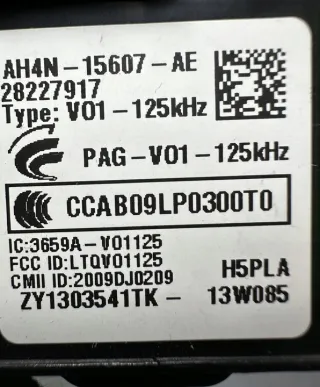 AH4N-15607-AE
28227917
Type: V01-125kHz
PAG-V01-125kHz
CCAB09LP0300T0
IC:3659A-V01125
FCC ID:LTQV01125
CMII ID:2009DJ0209
H5PLA
ZY1303541TK- 13W085